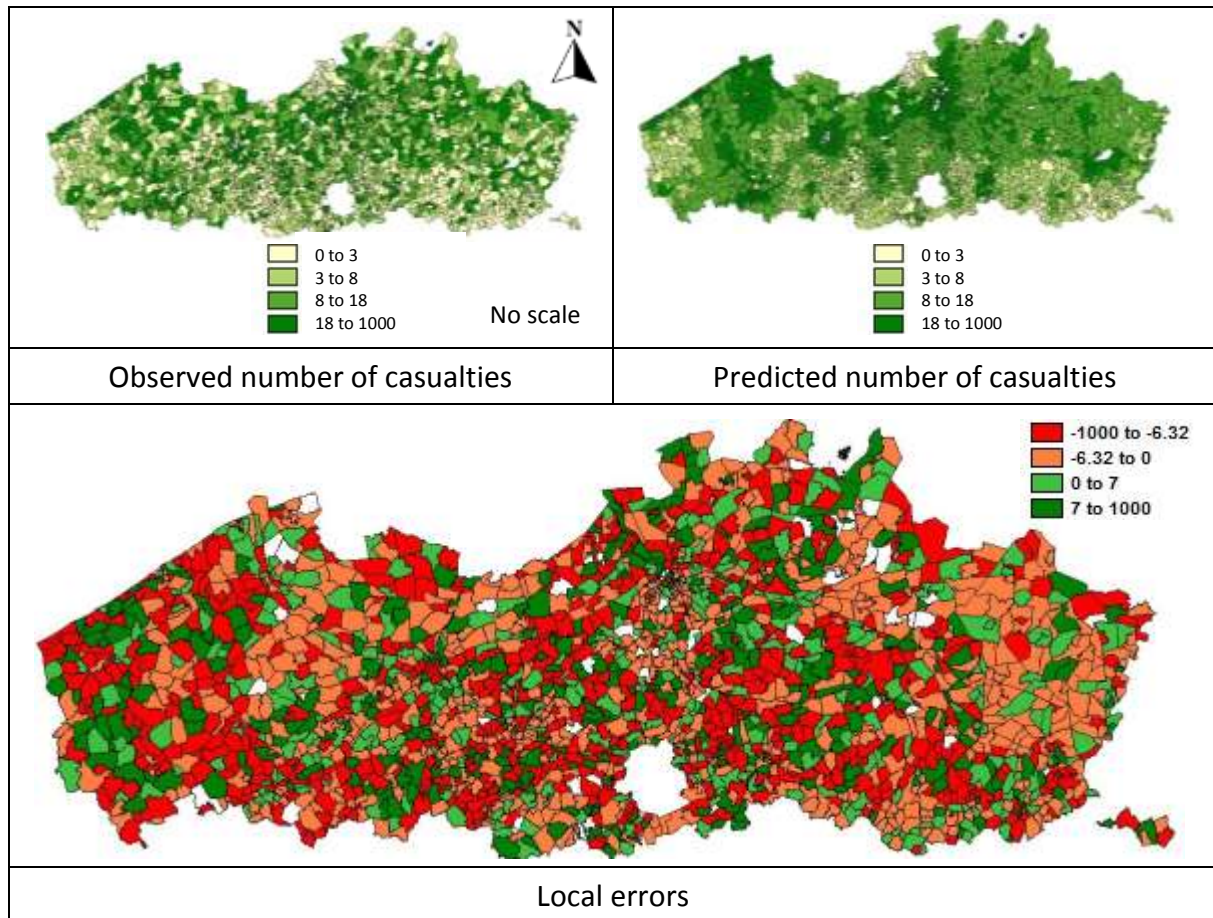 N
0 to 3
3 to 8
8 to 18
18 to 1000
No scale
0 to 3
3 to 8
8 to 18
18 to 1000
Observed number of casualties
Predicted number of casualties
-1000 to -6.32
-6.32 to 0
0 to 7
7 to 1000
Local errors